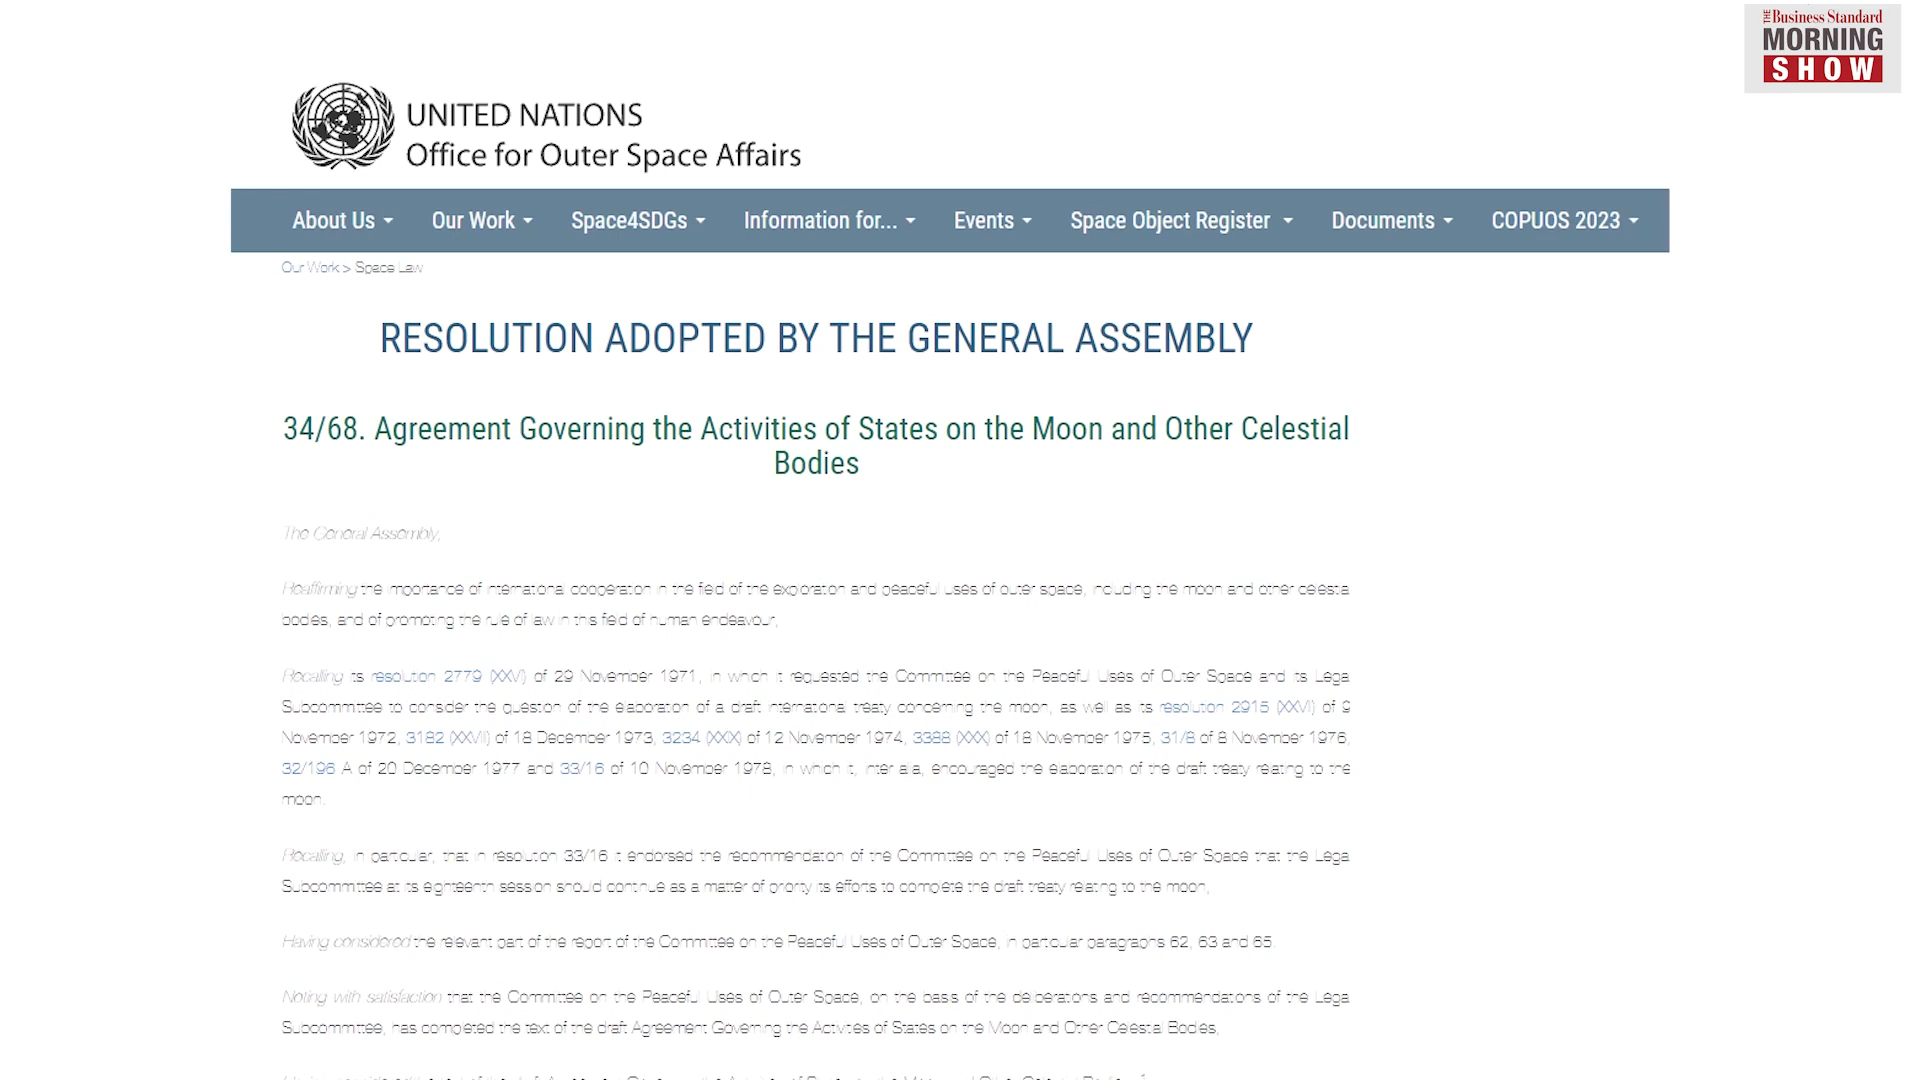 THE Business Standard
MORNING
SHOW
UNITED NATIONS
Office for Outer Space Affairs
About Us Our Work Space4SDGs Information for... Events Space Object Register Documents COPUOS 2023
Our Work > Space Law
RESOLUTION ADOPTED BY THE GENERAL ASSEMBLY
34/68. Agreement Governing the Activities of States on the Moon and Other Celestial
Bodies
The General Assembly,
Reaffirming the importance of international cooperation in the field of the exploration and peaceful uses of outer space, including the moon and other celestial
bodies, and of promoting the rule of law in this field of human endeavour,
Recalling its resolution 2779 (XXVI) of 29 November 1971, in which it requested the Committee on the Peaceful Uses of Outer Space and its Legal
Subcommittee to consider the question of the elaboration of a draft international treaty concerning the moon, as well as its resolution 2915 (XXVII) of 9
November 1972, 3182 (XXVIII) of 18 December 1973, 3234 (XXIX) of 12 November 1974, 3388 (XXX) of 18 November 1975, 31/8 of 8 November 1976,
32/196 A of 20 December 1977 and 33/16 of 10 November 1978, in which it, inter alia, encouraged the elaboration of the draft treaty relating to the
moon.
Recalling, in particular, that in resolution 33/16 it endorsed the recommendation of the Committee on the Peaceful Uses of Outer Space that the Legal
Subcommittee at its eighteenth session should continue as a matter of priority its efforts to complete the draft treaty relating to the moon,
Having considered the relevant part of the report of the Committee on the Peaceful Uses of Outer Space, in particular paragraphs 62, 63 and 65.
Noting with satisfaction that the Committee on the Peaceful Uses of Outer Space, on the basis of the deliberations and recommendations of the Legal
Subcommittee, has completed the text of the draft Agreement Governing the Activities of States on the Moon and Other Celestial Bodies,